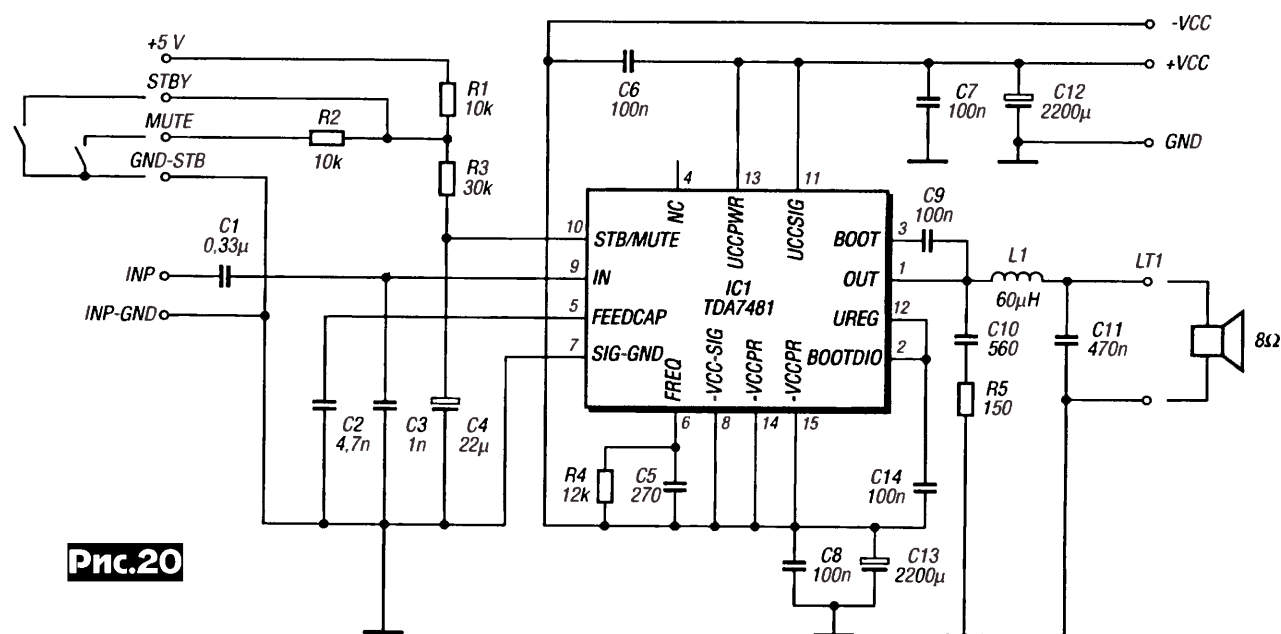 -VCC
+5 V
+VCC
STBY
C6
100n
R1
10k
C7
100n
C12
2200µ
MUTE
R2
10k
GND
GND-STB
R3
30k
4
13
11
C1
0,33µ
10
STB/MUTE
NC
UCCPWR
UCCSIG
BOOT
3
C9
100n
INP
9
IN
IC1
TDA7481
OUT
1
L1
60µH
LT1
INP-GND
5
FEEDCAP
UREG
12
C10
560
C11
470n
8Ω
7
SIG-GND
FREQ
-VCC-SIG
-VCCPR
-VCCPR
BOOTDIO
2
R5
150
C2
4,7n
C3
1n
C4
22µ
6
8
14
15
R4
12k
C5
270
C14
100n
Рис.20
C8
100n
C13
2200µ